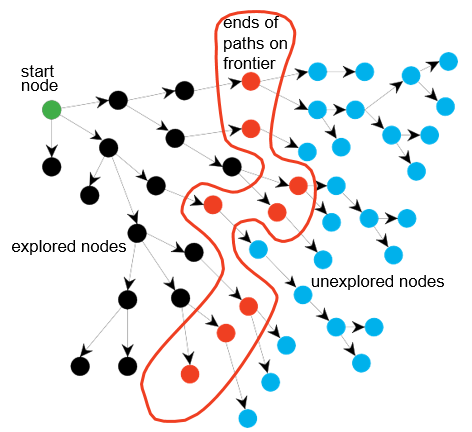 ends of
paths on
frontier
start
node
explored nodes
unexplored nodes